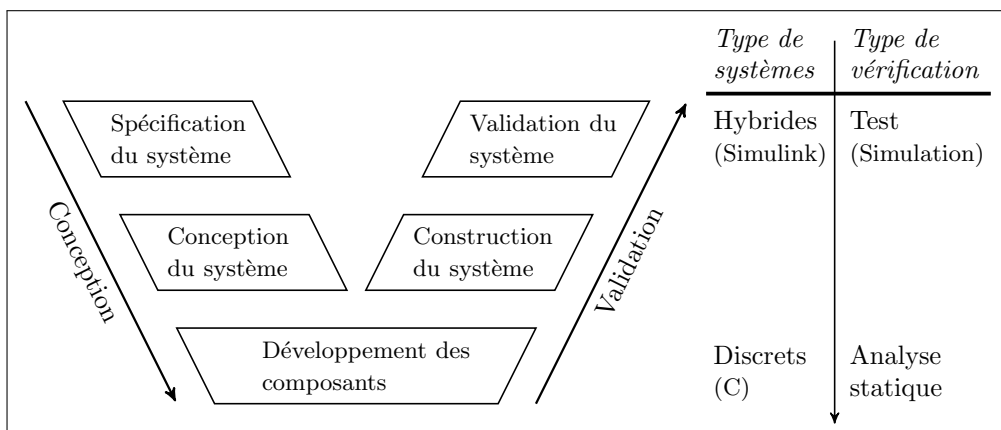 Type de
systèmes
Type de
vérification
Spécification
du système
Validation du
système
Hybrides
(Simulink)
Test
(Simulation)
Conception
Conception
du système
Construction
du système
Validation
Développement des
composants
Discrets
(C)
Analyse
statique